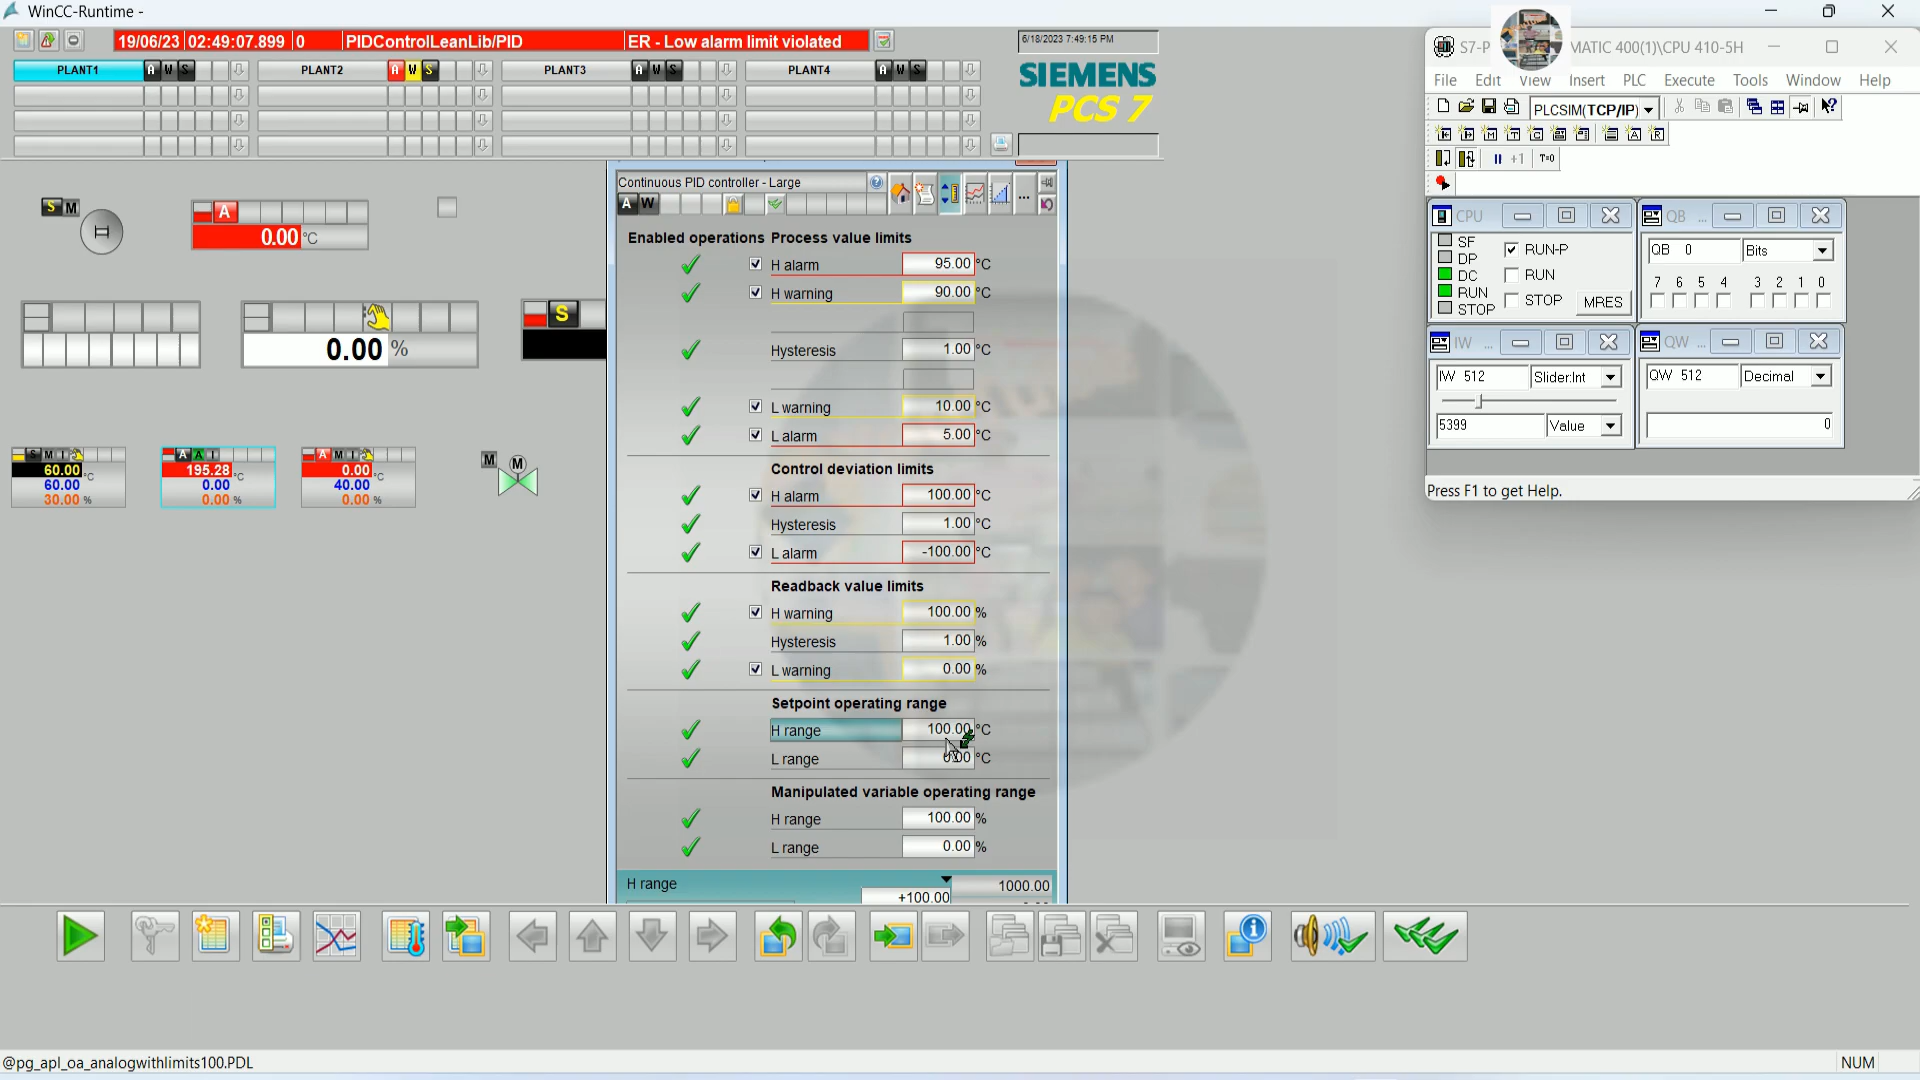 WinCC-Runtime -
19/06/23 02:49:07.899 0 PIDControlLeanLib/PID ER - Low alarm limit violated
6/18/2023 7:49:15 PM
PLANT1 A W S
PLANT2 A W S
PLANT3 A W S
PLANT4 A W S
SIEMENS
PCS 7
S M
A
0.00 °C
0.00 %
S
S M I
60.00 °C
60.00
30.00 %
A A I
195.28 °C
0.00
0.00 %
A M I
0.00 °C
40.00
0.00 %
M M
Continuous PID controller - Large
A W
...
Enabled operations Process value limits
H alarm 95.00 °C
H warning 90.00 °C
Hysteresis 1.00 °C
L warning 10.00 °C
L alarm 5.00 °C
Control deviation limits
H alarm 100.00 °C
Hysteresis 1.00 °C
L alarm -100.00 °C
Readback value limits
H warning 100.00 %
Hysteresis 1.00 %
L warning 0.00 %
Setpoint operating range
H range 100.00 °C
L range 0.00 °C
Manipulated variable operating range
H range 100.00 %
L range 0.00 %
H range 1000.00
+100.00
S7-P MATIC 400(1)\CPU 410-5H
File Edit View Insert PLC Execute Tools Window Help
PLCSIM(TCP/IP)
+1 T=0
CPU
SF
DP
DC
RUN
STOP
RUN-P
RUN
STOP MRES
QB ...
QB 0 Bits
7 6 5 4 3 2 1 0
IW ...
IW 512 Slider:Int
5399 Value
QW ...
QW 512 Decimal
0
Press F1 to get Help.
@pg_apl_oa_analogwithlimits100.PDL
NUM